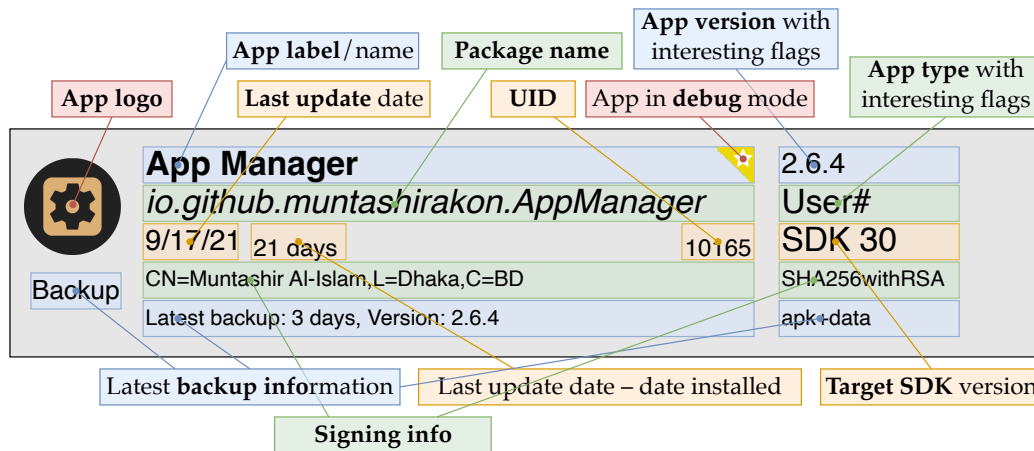 App version with
interesting flags
App label/name
Package name
App type with
interesting flags
App logo
Last update date
UID
App in debug mode
App Manager
2.6.4
io.github.muntashirakon.AppManager
User#
9/17/21
21 days
10165
SDK 30
CN=Muntashir Al-Islam,L=Dhaka,C=BD
SHA256withRSA
Backup
Latest backup: 3 days, Version: 2.6.4
apk+data
Latest backup information
Last update date – date installed
Target SDK version
Signing info